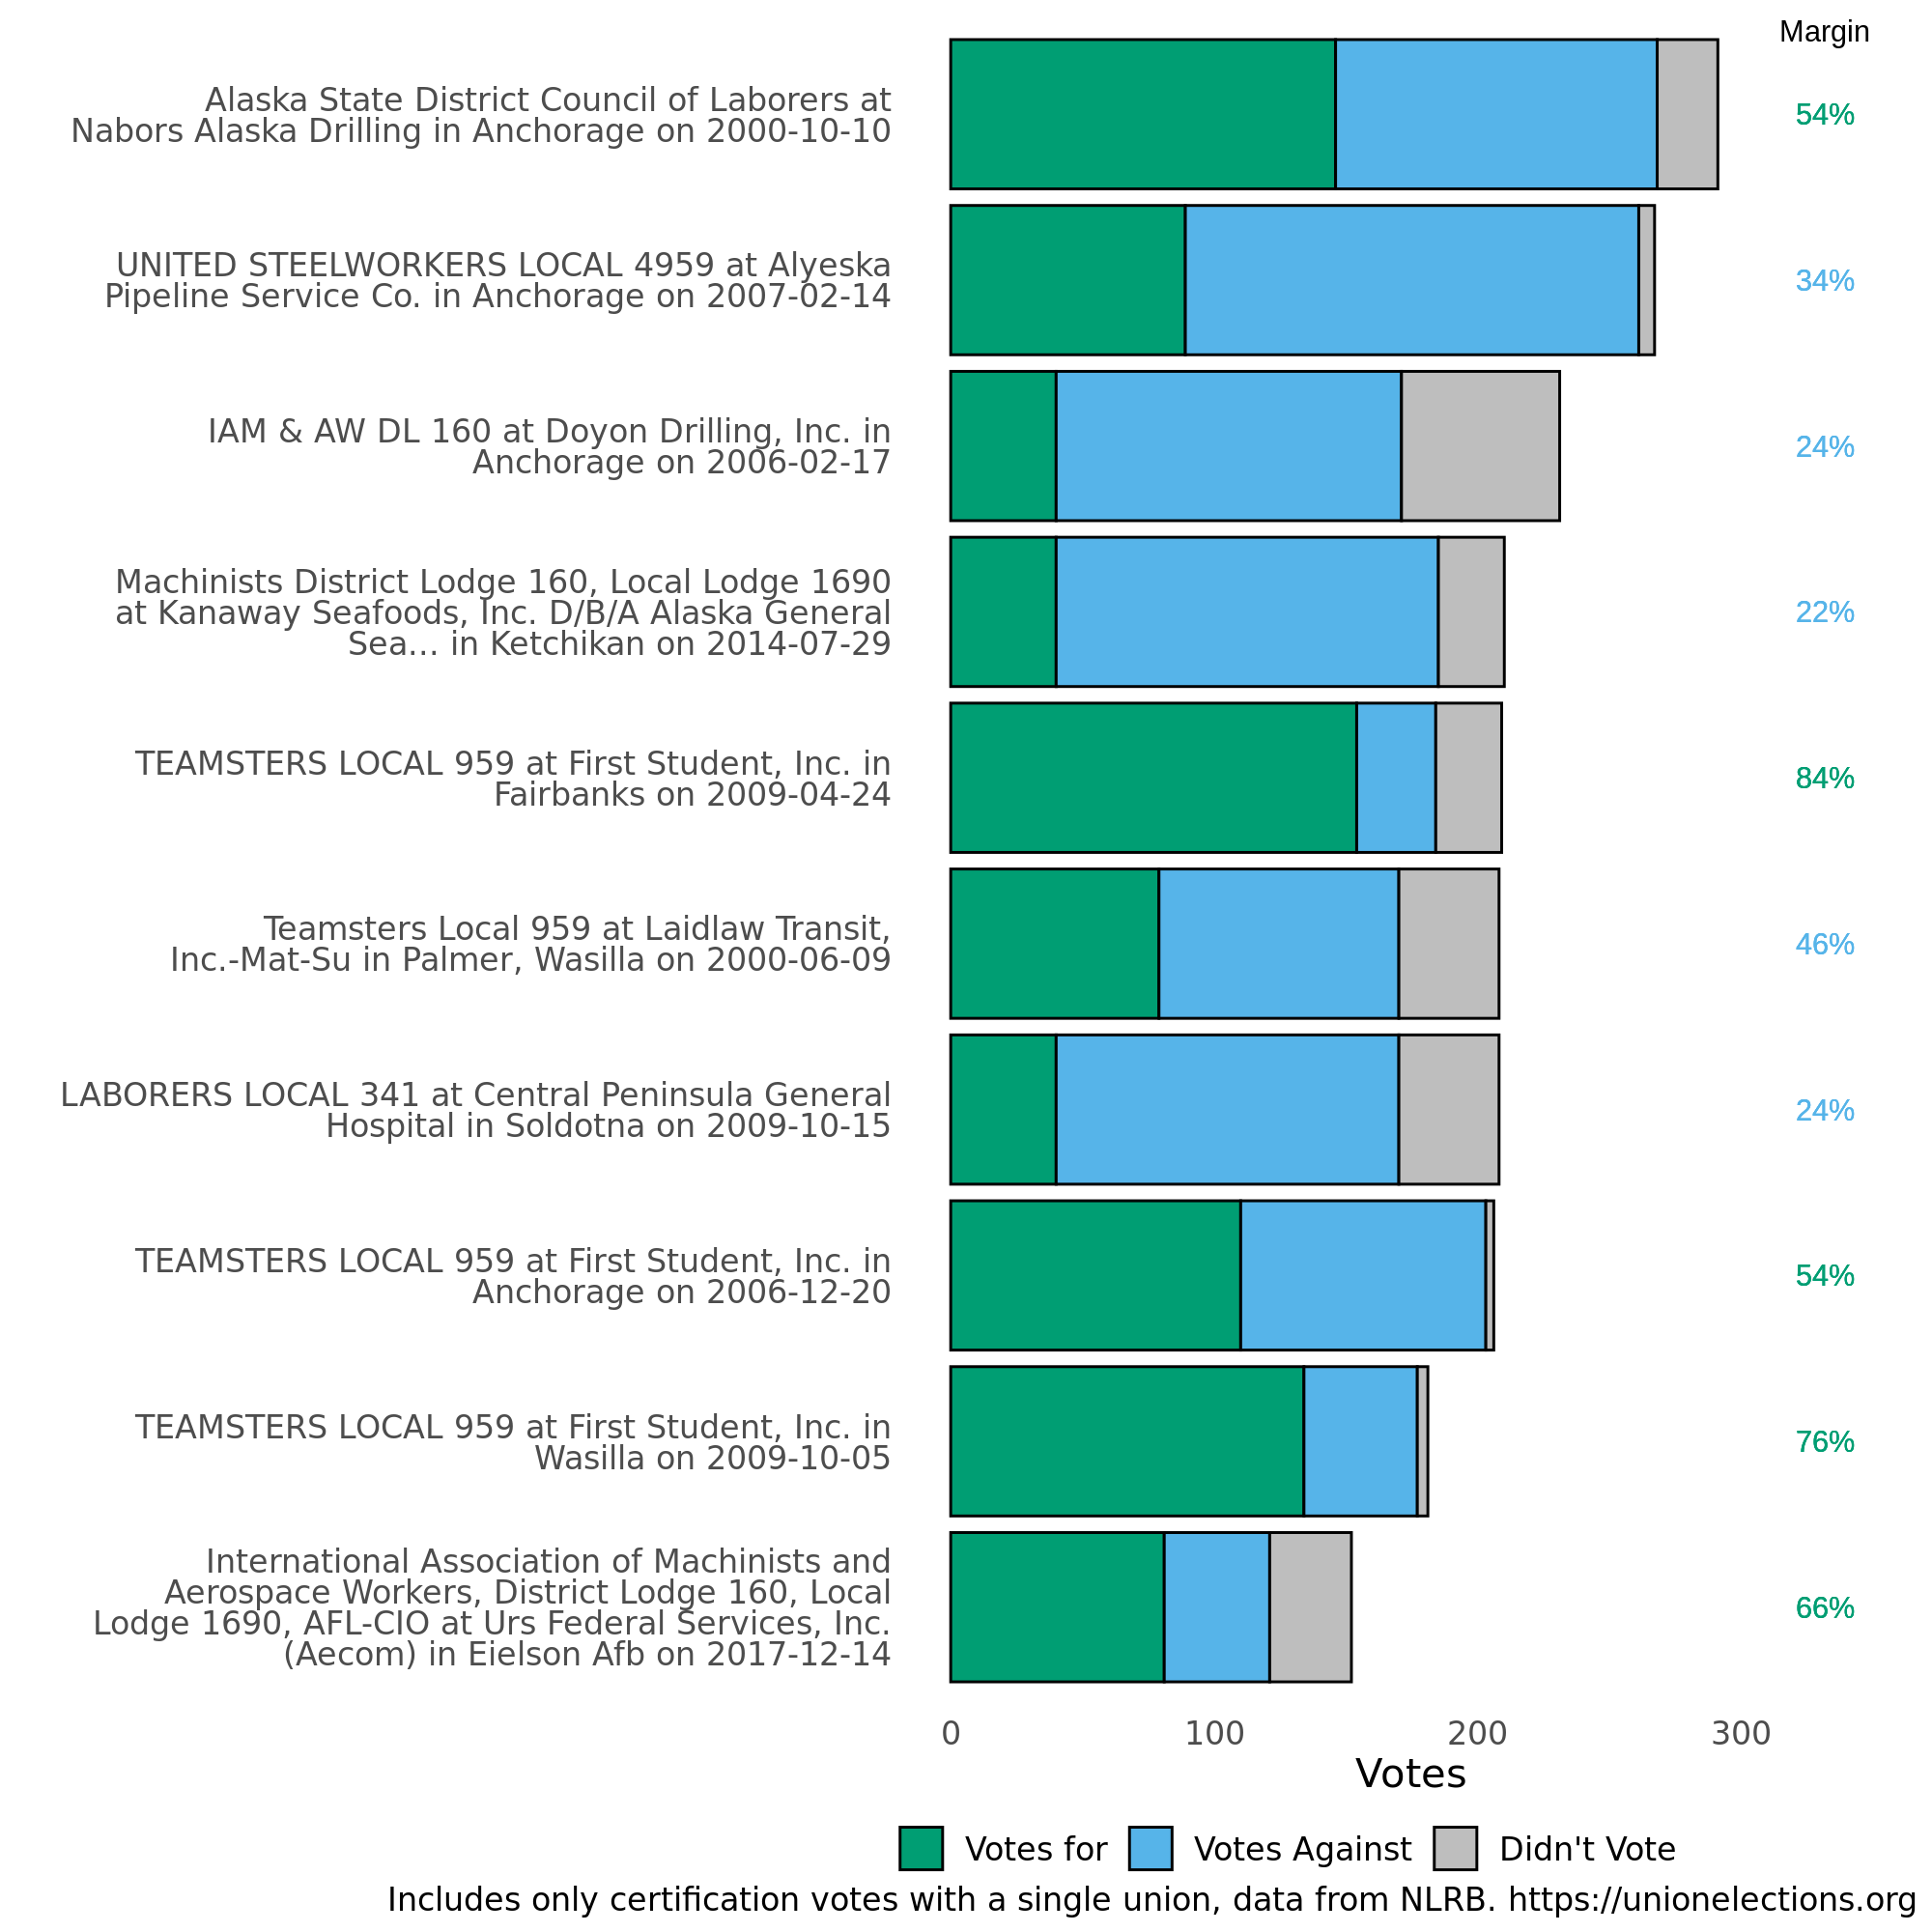 Margin
Alaska State District Council of Laborers at
Nabors Alaska Drilling in Anchorage on 2000-10-10
54%
UNITED STEELWORKERS LOCAL 4959 at Alyeska
Pipeline Service Co. in Anchorage on 2007-02-14
34%
IAM & AW DL 160 at Doyon Drilling, Inc. in
Anchorage on 2006-02-17
24%
Machinists District Lodge 160, Local Lodge 1690
at Kanaway Seafoods, Inc. D/B/A Alaska General
Sea... in Ketchikan on 2014-07-29
22%
TEAMSTERS LOCAL 959 at First Student, Inc. in
Fairbanks on 2009-04-24
84%
Teamsters Local 959 at Laidlaw Transit,
Inc.-Mat-Su in Palmer, Wasilla on 2000-06-09
46%
LABORERS LOCAL 341 at Central Peninsula General
Hospital in Soldotna on 2009-10-15
24%
TEAMSTERS LOCAL 959 at First Student, Inc. in
Anchorage on 2006-12-20
54%
TEAMSTERS LOCAL 959 at First Student, Inc. in
Wasilla on 2009-10-05
76%
International Association of Machinists and
Aerospace Workers, District Lodge 160, Local
Lodge 1690, AFL-CIO at Urs Federal Services, Inc.
(Aecom) in Eielson Afb on 2017-12-14
66%
0 100 200 300
Votes
Votes for Votes Against Didn't Vote
Includes only certification votes with a single union, data from NLRB. https://unionelections.org